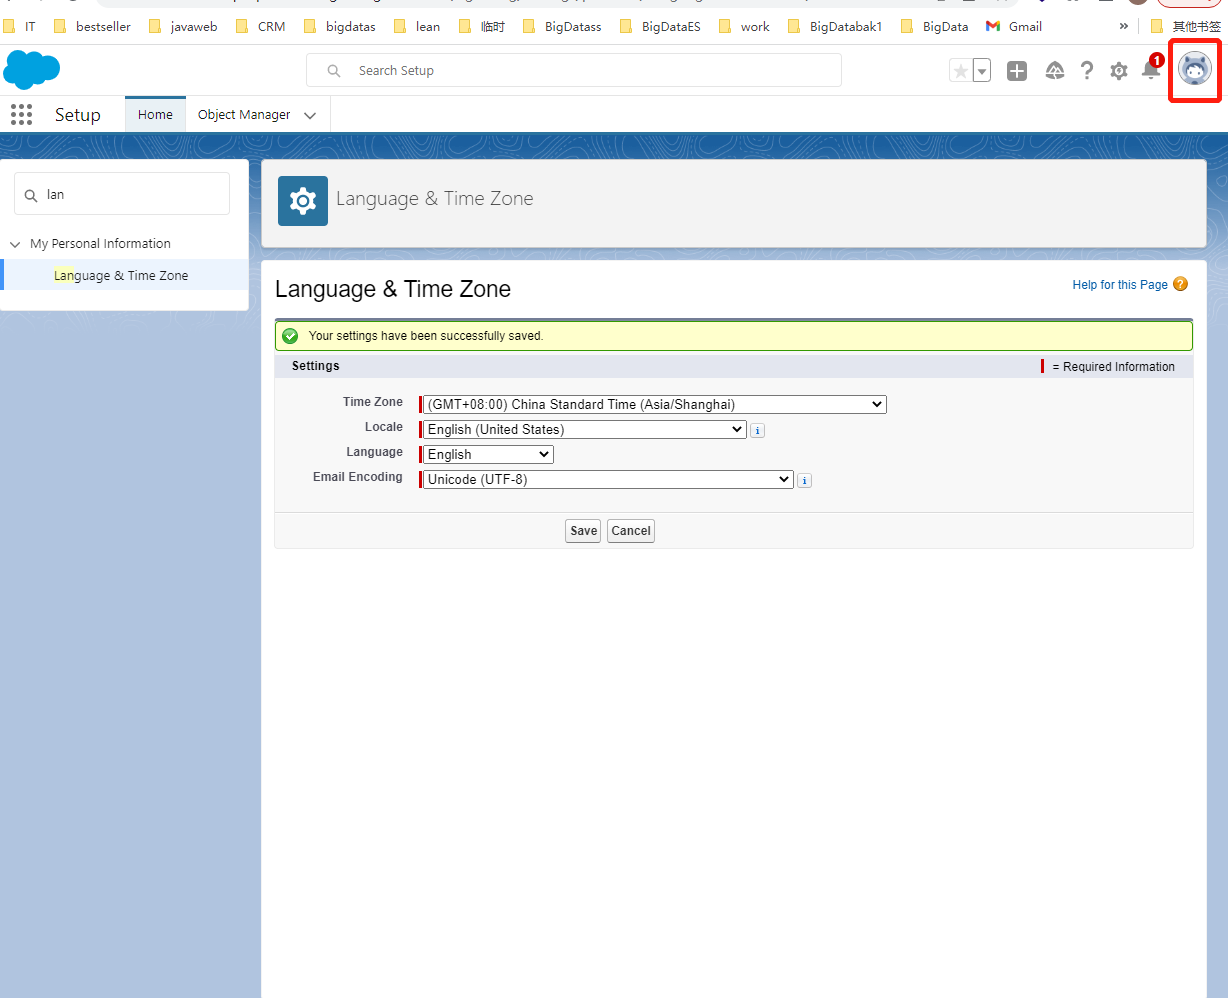 IT bestseller javaweb CRM bigdatas lean 临时 BigDatass BigDataES work BigDatabak1 BigData Gmail » 其他书签
Search Setup
1
Setup Home Object Manager
lan
Language & Time Zone
My Personal Information
Language & Time Zone
Language & Time Zone
Help for this Page ?
Your settings have been successfully saved.
Settings
= Required Information
Time Zone (GMT+08:00) China Standard Time (Asia/Shanghai)
Locale English (United States) i
Language English
Email Encoding Unicode (UTF-8) i
Save Cancel